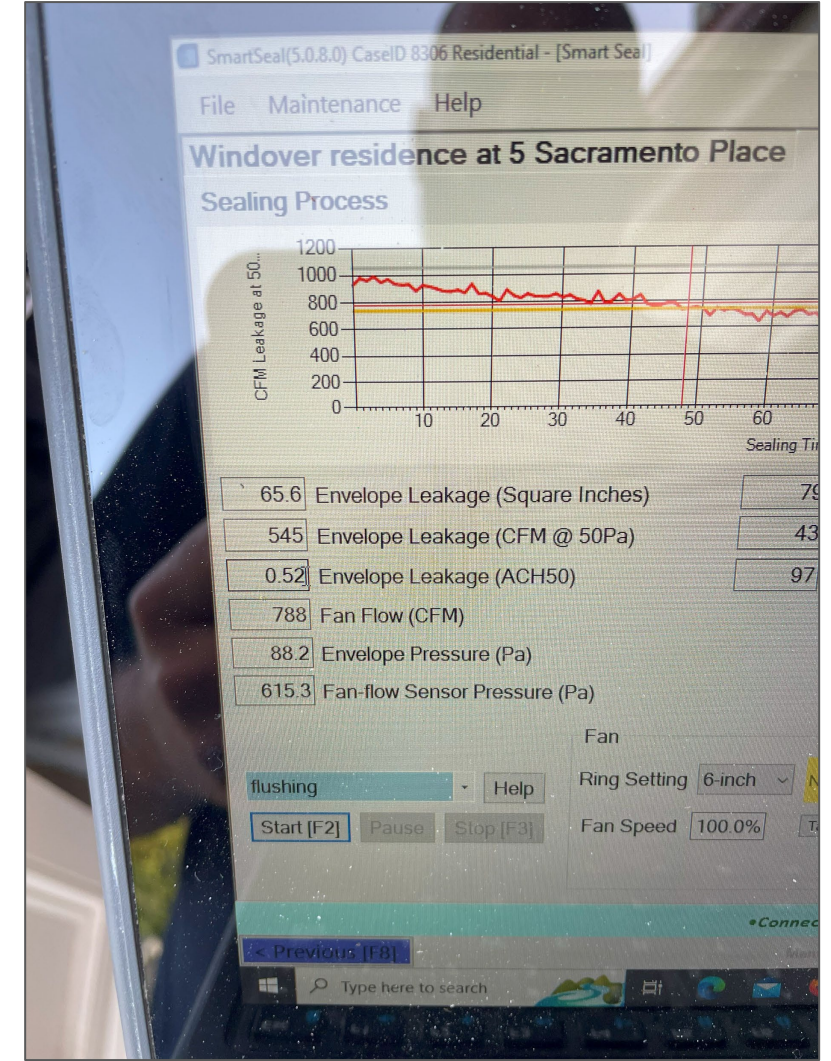 SmartSeal(5.0.8.0) CaseID 8306 Residential - [Smart Seal]
File Maintenance Help
Windover residence at 5 Sacramento Place
Sealing Process
CFM Leakage at 50...
1200
1000
800
600
400
200
0
10 20 30 40 50 60
Sealing
65.6 Envelope Leakage (Square Inches) 79
545 Envelope Leakage (CFM @ 50Pa) 43
0.52 Envelope Leakage (ACH50) 97
788 Fan Flow (CFM)
88.2 Envelope Pressure (Pa)
615.3 Fan-flow Sensor Pressure (Pa)
Fan
flushing Help Ring Setting 6-inch
Start [F2] Pause Stop [F3] Fan Speed 100.0%
•Connec
< Previous [F8]
Type here to search